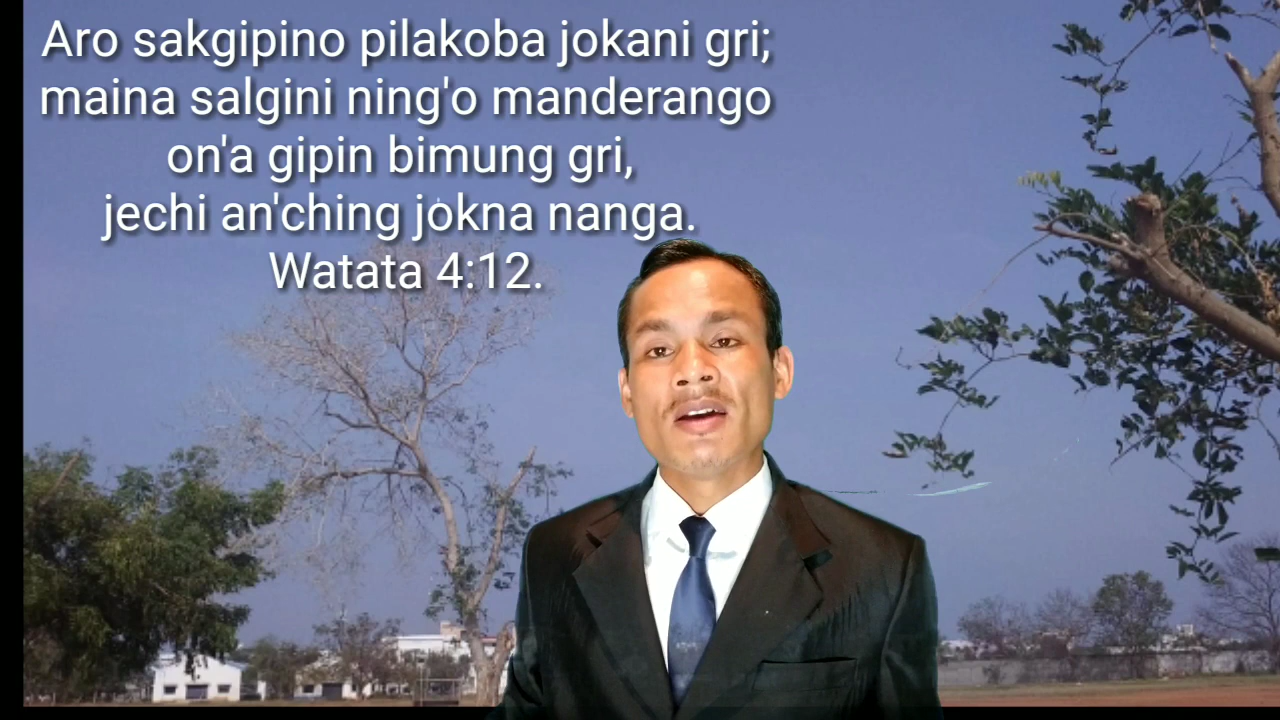 Aro sakgipino pilakoba jokani gri;
maina salgini ning'o manderango
on'a gipin bimung gri,
jechi an'ching jokna nanga.
Watata 4:12.